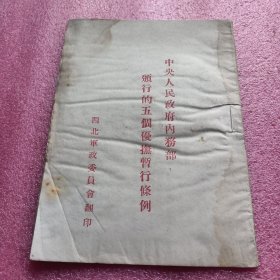 中央人民政府內務部
頒行的五個優撫暫行條例
西北軍政委員會翻印